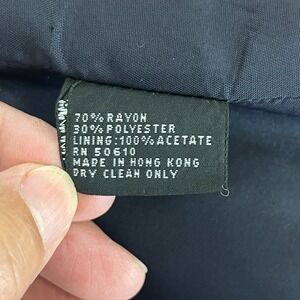 70% RAYON
30% POLYESTER
LINING: 100% ACETATE
RN 50610
MADE IN HONG KONG
DRY CLEAN ONLY